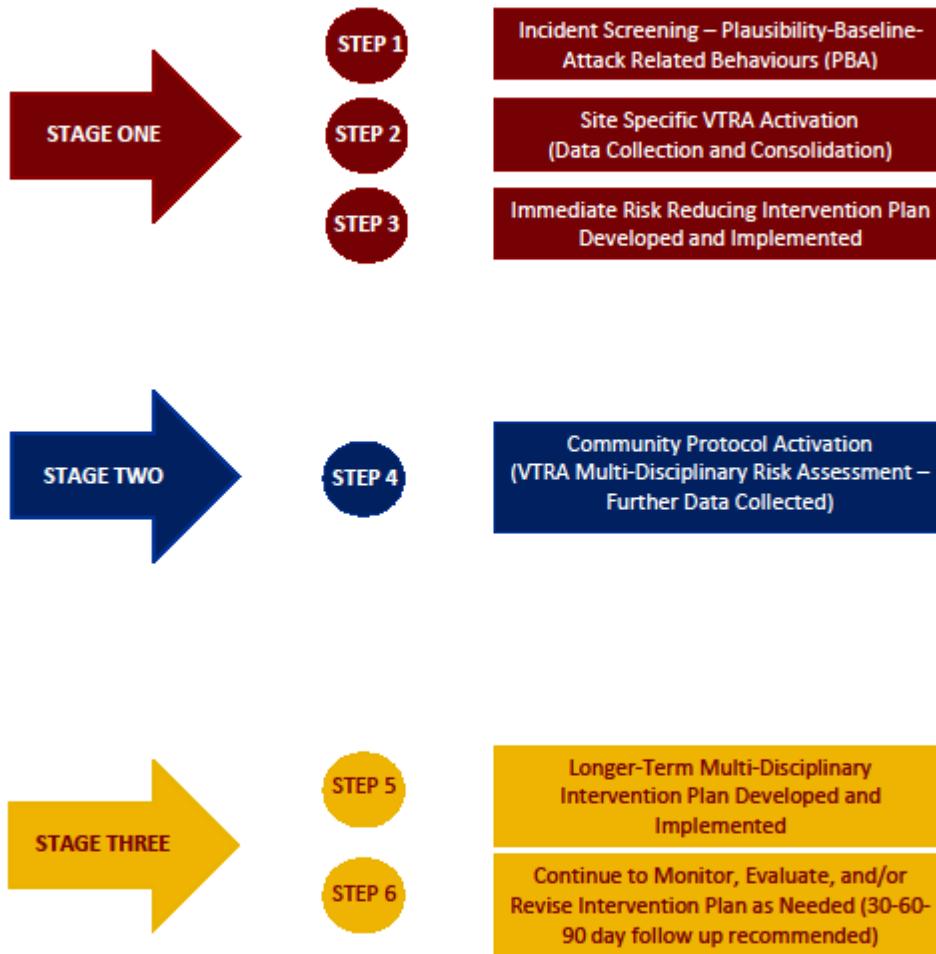 STAGE ONE
STEP 1
Incident Screening – Plausibility-Baseline-
Attack Related Behaviours (PBA)
STEP 2
Site Specific VTRA Activation
(Data Collection and Consolidation)
STEP 3
Immediate Risk Reducing Intervention Plan
Developed and Implemented
STAGE TWO
STEP 4
Community Protocol Activation
(VTRA Multi-Disciplinary Risk Assessment –
Further Data Collected)
STAGE THREE
STEP 5
Longer-Term Multi-Disciplinary
Intervention Plan Developed and
Implemented
STEP 6
Continue to Monitor, Evaluate, and/or
Revise Intervention Plan as Needed (30-60-
90 day follow up recommended)